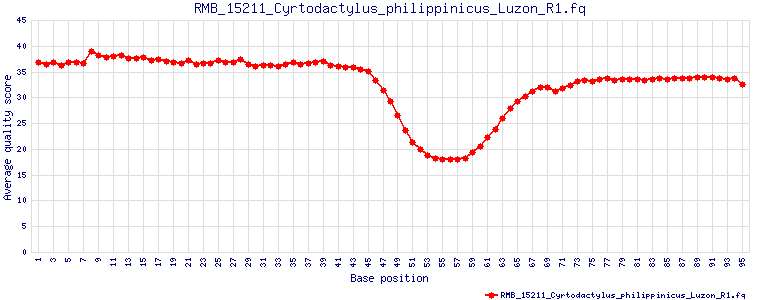 RMB_15211_Cyrtodactylus_philippinicus_Luzon_R1.fq
Average quality score
45
40
35
30
25
20
15
10
5
0
1 3 5 7 9 11 13 15 17 19 21 23 25 27 29 31 33 35 37 39 41 43 45 47 49 51 53 55 57 59 61 63 65 67 69 71 73 75 77 79 81 83 85 87 89 91 93 95
Base position
RMB_15211_Cyrtodactylus_philippinicus_Luzon_R1.fq